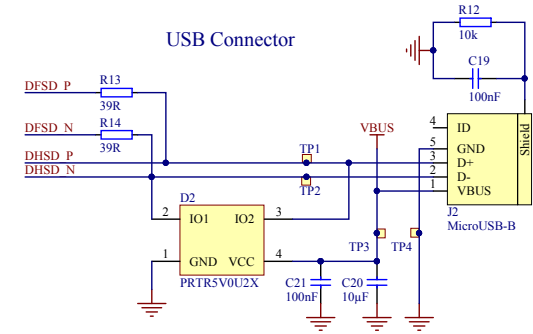 R12
10k
USB Connector
C19
100nF
DFSD_P
R13
39R
DFSD_N
R14
39R
DHSD_P
DHSD_N
TP1
TP2
VBUS
4
ID
5
GND
3
D+
2
D-
1
VBUS
Shield
J2
MicroUSB-B
D2
2
IO1
IO2
3
1
GND
VCC
4
PRTR5V0U2X
TP3
TP4
C21
100nF
C20
10µF